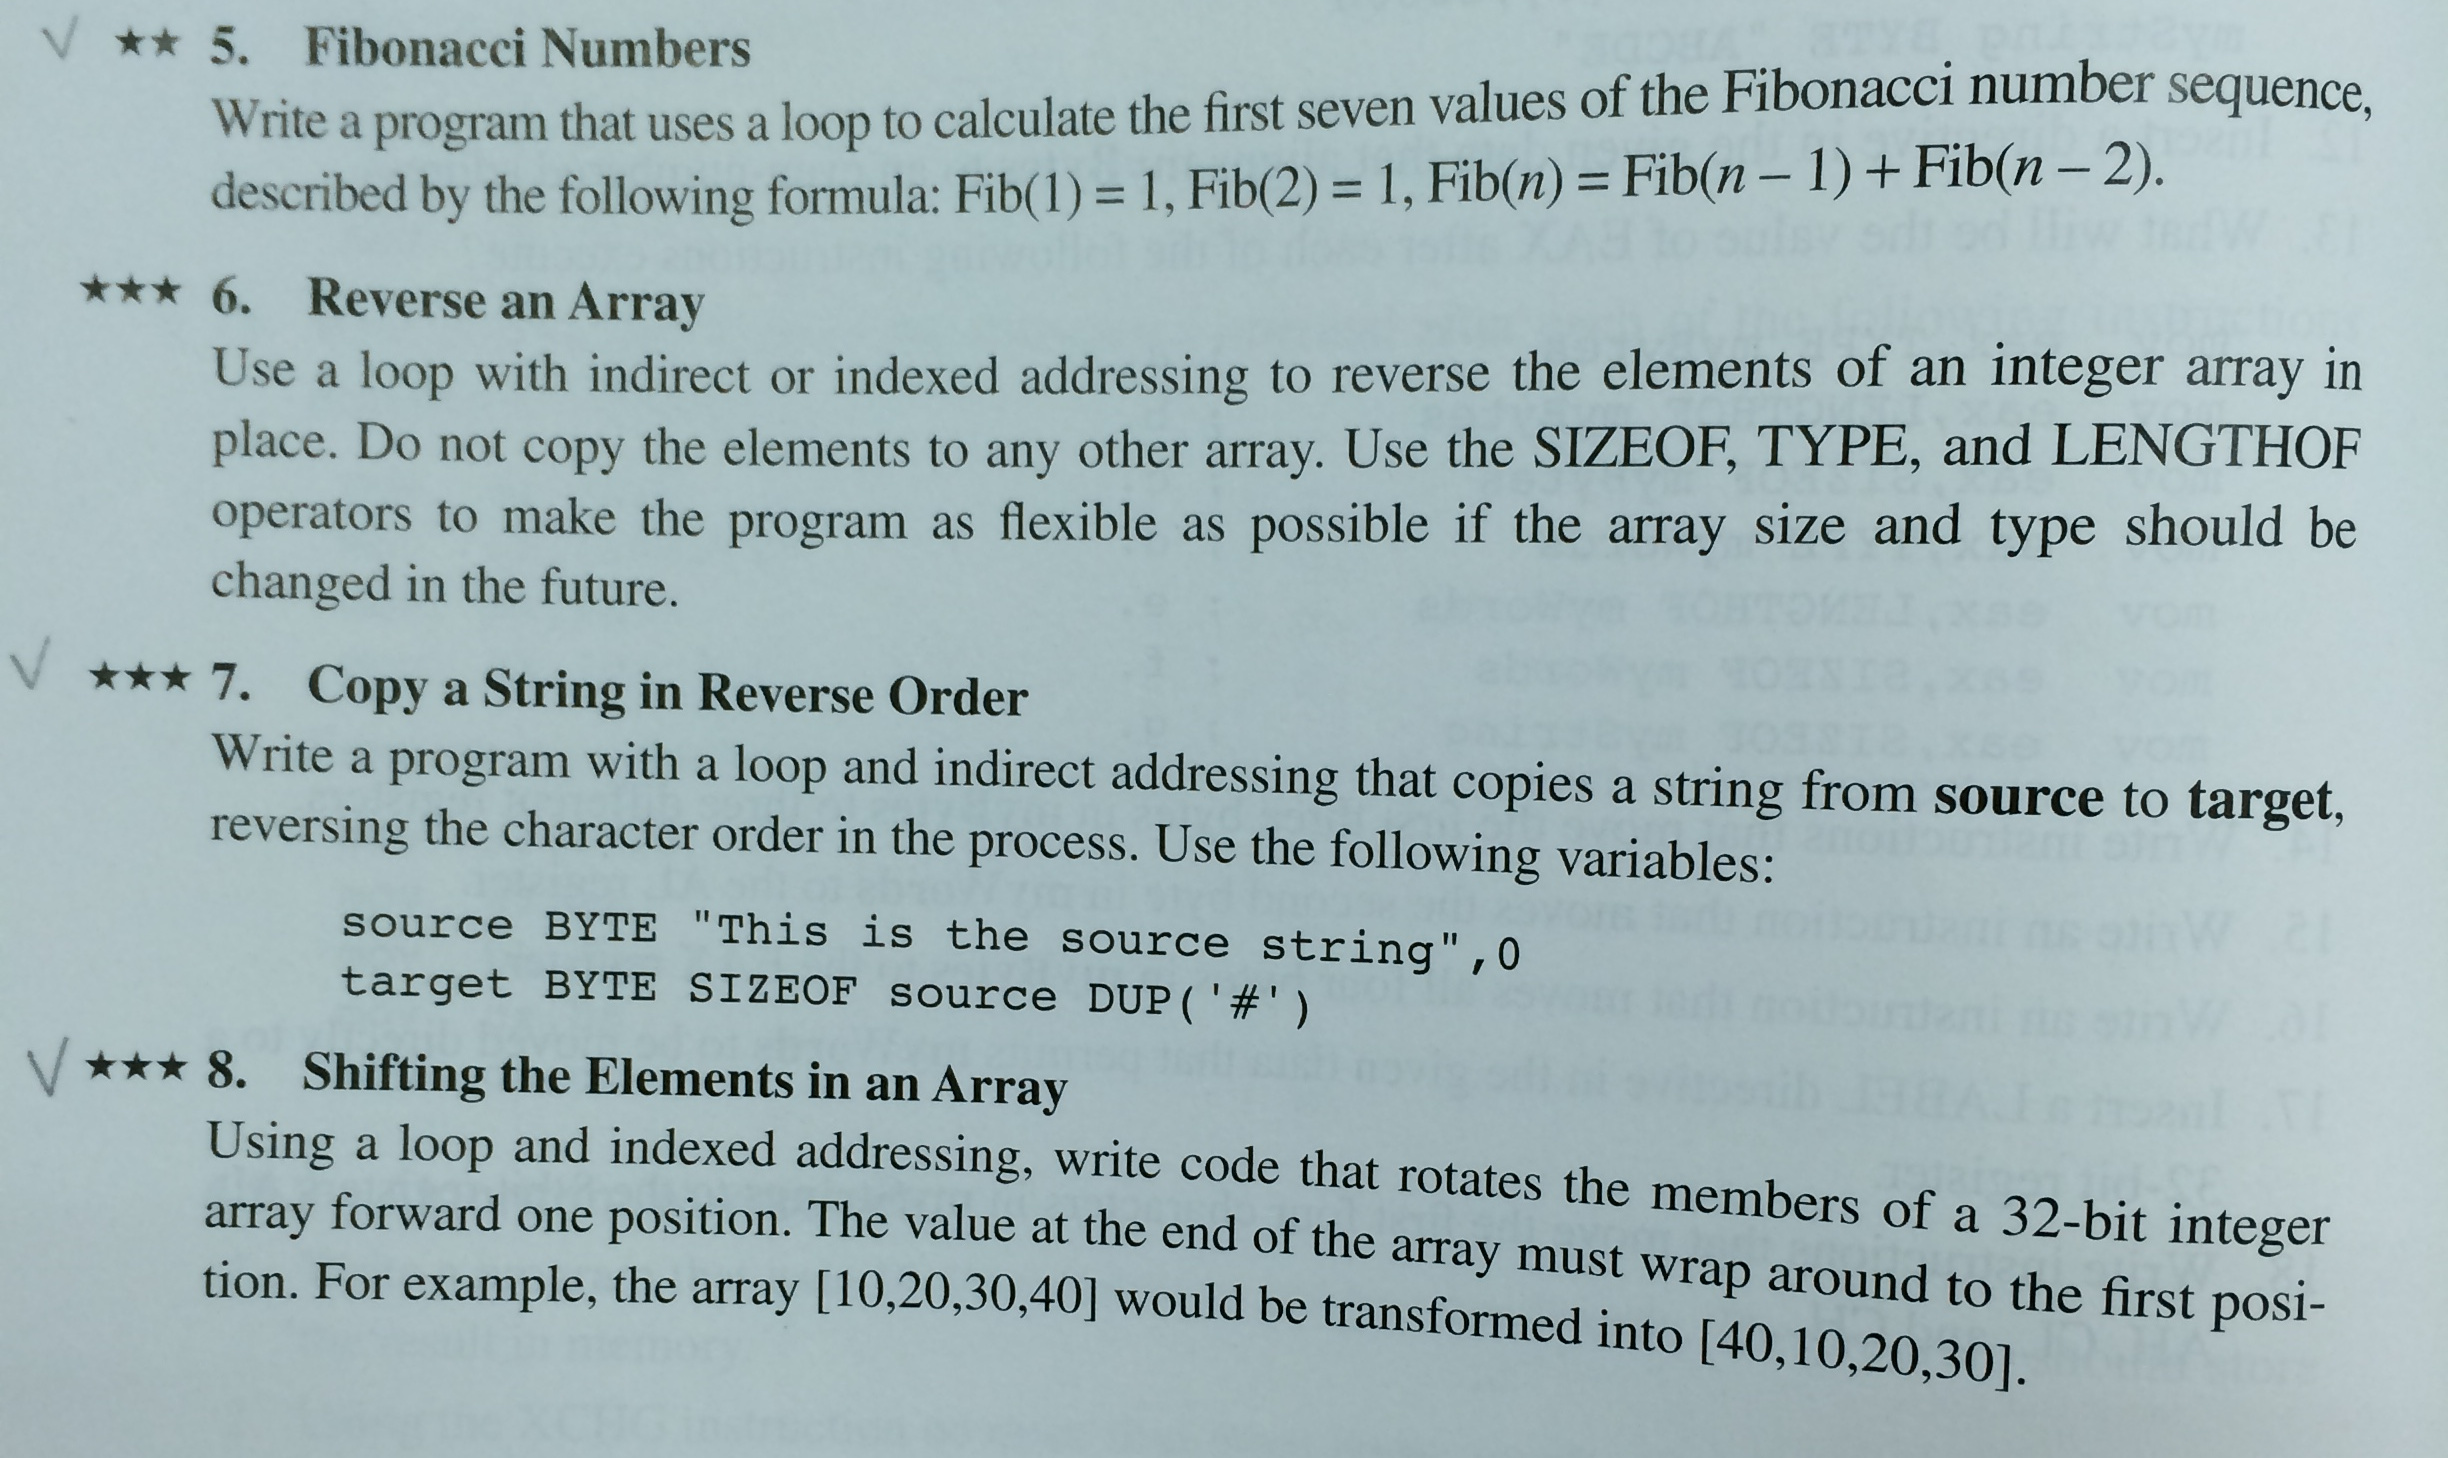 ✓ ★★ 5. Fibonacci Numbers
Write a program that uses a loop to calculate the first seven values of the Fibonacci number sequence,
described by the following formula: Fib(1) = 1, Fib(2) = 1, Fib(n) = Fib(n – 1) + Fib(n – 2).
★★★ 6. Reverse an Array
Use a loop with indirect or indexed addressing to reverse the elements of an integer array in
place. Do not copy the elements to any other array. Use the SIZEOF, TYPE, and LENGTHOF
operators to make the program as flexible as possible if the array size and type should be
changed in the future.
✓ ★★★ 7. Copy a String in Reverse Order
Write a program with a loop and indirect addressing that copies a string from source to target,
reversing the character order in the process. Use the following variables:
source BYTE "This is the source string",0
target BYTE SIZEOF source DUP('#')
✓ ★★★ 8. Shifting the Elements in an Array
Using a loop and indexed addressing, write code that rotates the members of a 32-bit integer
array forward one position. The value at the end of the array must wrap around to the first posi-
tion. For example, the array [10,20,30,40] would be transformed into [40,10,20,30].